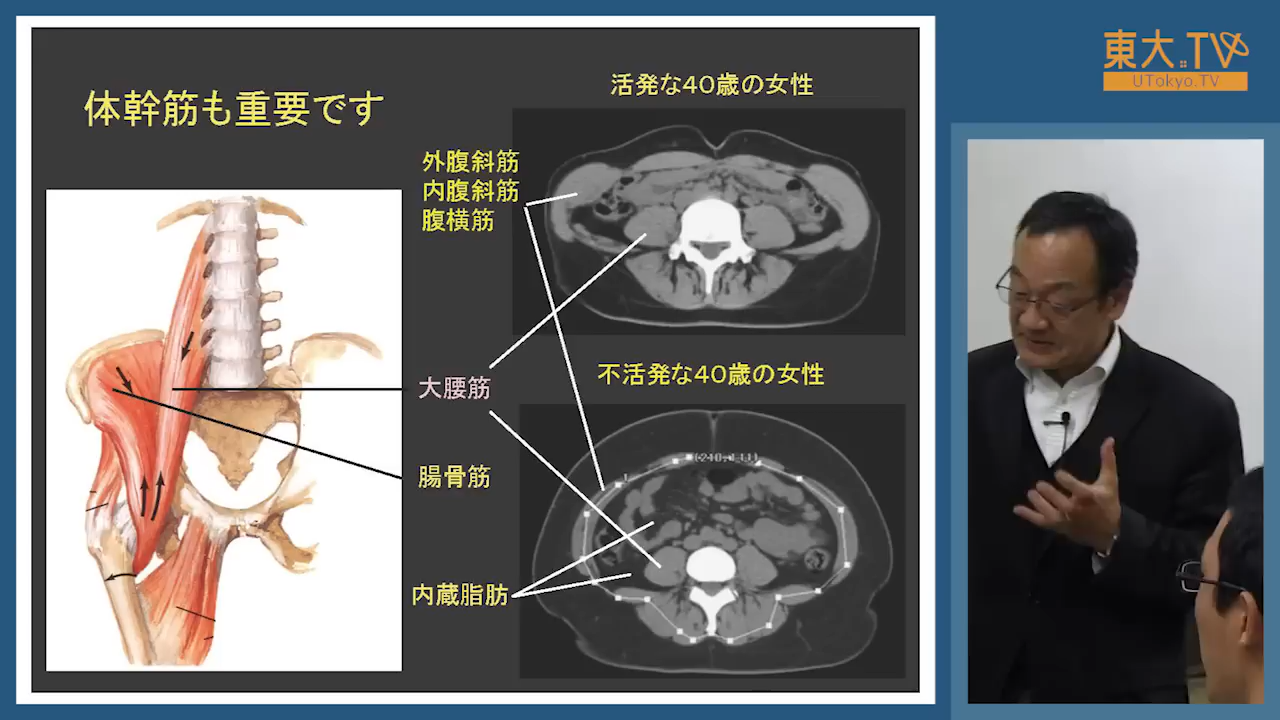 体幹筋も重要です
活発な40歳の女性
外腹斜筋
内腹斜筋
腹横筋
大腰筋
不活発な40歳の女性
腸骨筋
内蔵脂肪
東大.TV
UTokyo.TV